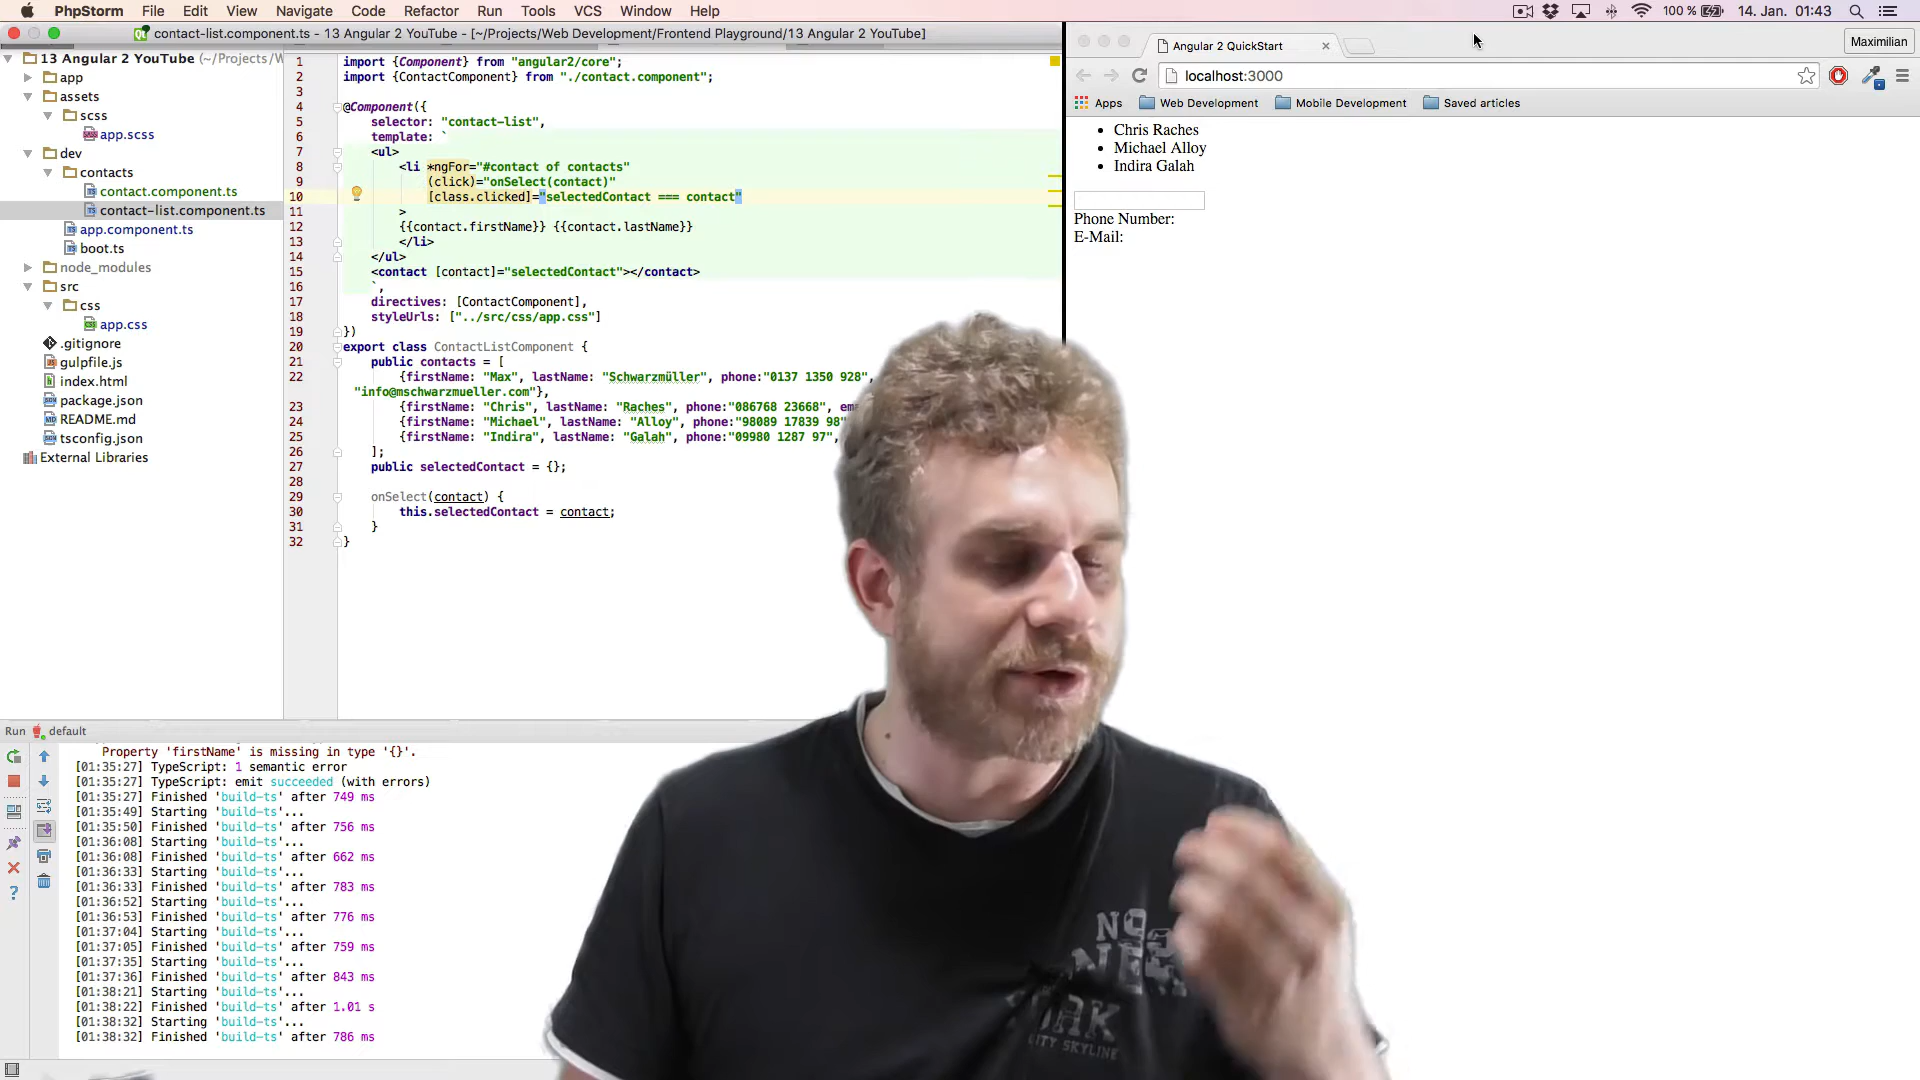 PhpStorm File Edit View Navigate Code Refactor Run Tools VCS Window Help
100 % 14. Jan. 01:43
contact-list.component.ts - 13 Angular 2 YouTube - [~/Projects/Web Development/Frontend Playground/13 Angular 2 YouTube]
13 Angular 2 YouTube (~/Projects/W
app
assets
scss
app.scss
dev
contacts
contact.component.ts
contact-list.component.ts
app.component.ts
boot.ts
node_modules
src
css
app.css
.gitignore
gulpfile.js
index.html
package.json
README.md
tsconfig.json
External Libraries
1 import {Component} from "angular2/core";
2 import {ContactComponent} from "./contact.component";
3
4 @Component({
5 selector: "contact-list",
6 template: `
7 <ul>
8 <li *ngFor="#contact of contacts"
9 (click)="onSelect(contact)"
10 [class.clicked]="selectedContact === contact"
11 >
12 {{contact.firstName}} {{contact.lastName}}
13 </li>
14 </ul>
15 <contact [contact]="selectedContact"></contact>
16 `,
17 directives: [ContactComponent],
18 styleUrls: ["../src/css/app.css"]
19 })
20 export class ContactListComponent {
21 public contacts = [
22 {firstName: "Max", lastName: "Schwarzmüller", phone:"0137 1350 928",
"info@mschwarzmueller.com"},
23 {firstName: "Chris", lastName: "Raches", phone:"086768 23668", em
24 {firstName: "Michael", lastName: "Alloy", phone:"98089 17839 98"
25 {firstName: "Indira", lastName: "Galah", phone:"09980 1287 97",
26 ];
27 public selectedContact = {};
28
29 onSelect(contact) {
30 this.selectedContact = contact;
31 }
32 }
Angular 2 QuickStart
Maximilian
localhost:3000
Apps Web Development Mobile Development Saved articles
Chris Raches
Michael Alloy
Indira Galah
Phone Number:
E-Mail:
Run default
Property 'firstName' is missing in type '{}'.
[01:35:27] TypeScript: 1 semantic error
[01:35:27] TypeScript: emit succeeded (with errors)
[01:35:27] Finished 'build-ts' after 749 ms
[01:35:49] Starting 'build-ts'...
[01:35:50] Finished 'build-ts' after 756 ms
[01:36:08] Starting 'build-ts'...
[01:36:08] Finished 'build-ts' after 662 ms
[01:36:33] Starting 'build-ts'...
[01:36:33] Finished 'build-ts' after 783 ms
[01:36:52] Starting 'build-ts'...
[01:36:53] Finished 'build-ts' after 776 ms
[01:37:04] Starting 'build-ts'...
[01:37:05] Finished 'build-ts' after 759 ms
[01:37:35] Starting 'build-ts'...
[01:37:36] Finished 'build-ts' after 843 ms
[01:38:21] Starting 'build-ts'...
[01:38:22] Finished 'build-ts' after 1.01 s
[01:38:32] Starting 'build-ts'...
[01:38:32] Finished 'build-ts' after 786 ms
CITY SKYLINE